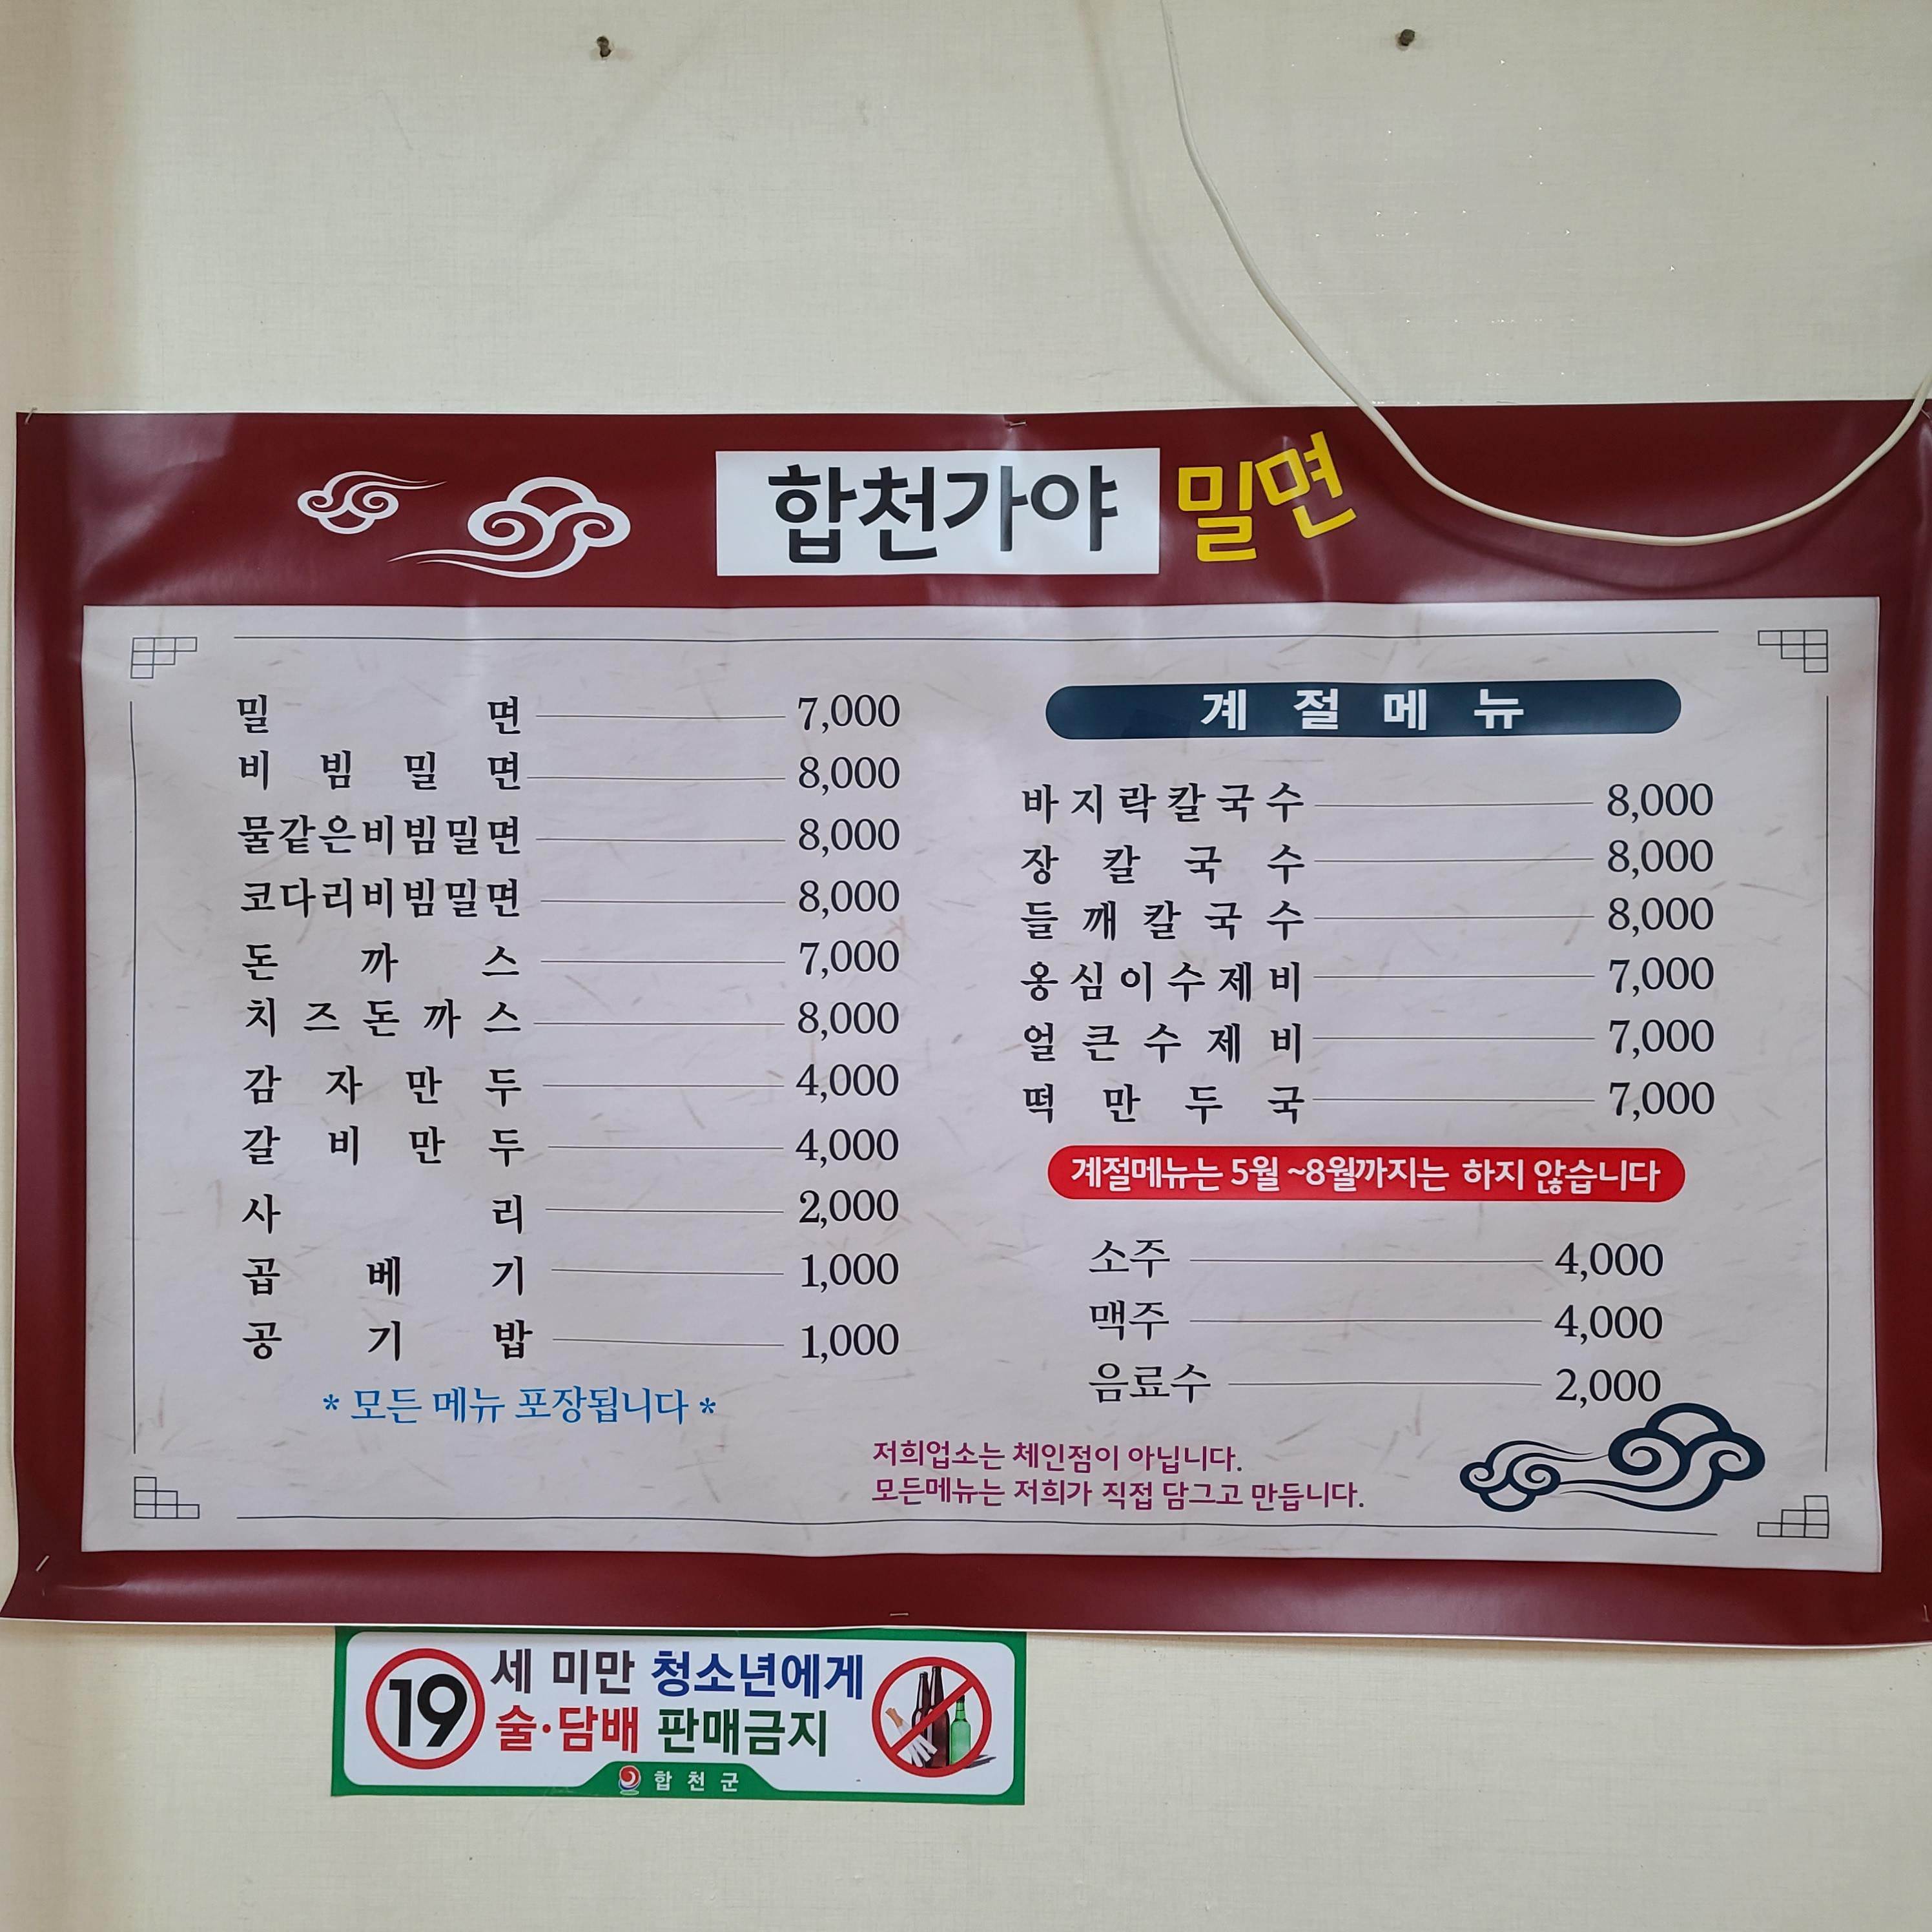 합천가야 밀면
밀면 7,000
비빔밀면 8,000
물같은비빔밀면 8,000
코다리비빔밀면 8,000
돈까스 7,000
치즈돈까스 8,000
감자만두 4,000
갈비만두 4,000
사리 2,000
곱베기 1,000
공기밥 1,000
* 모든 메뉴 포장됩니다 *
계절메뉴
바지락칼국수 8,000
장칼국수 8,000
들깨칼국수 8,000
옹심이수제비 7,000
얼큰수제비 7,000
떡만두국 7,000
계절메뉴는 5월 ~8월까지는 하지 않습니다
소주 4,000
맥주 4,000
음료수 2,000
저희업소는 체인점이 아닙니다.
모든메뉴는 저희가 직접 담그고 만듭니다.
19세 미만 청소년에게
술·담배 판매금지
합천군